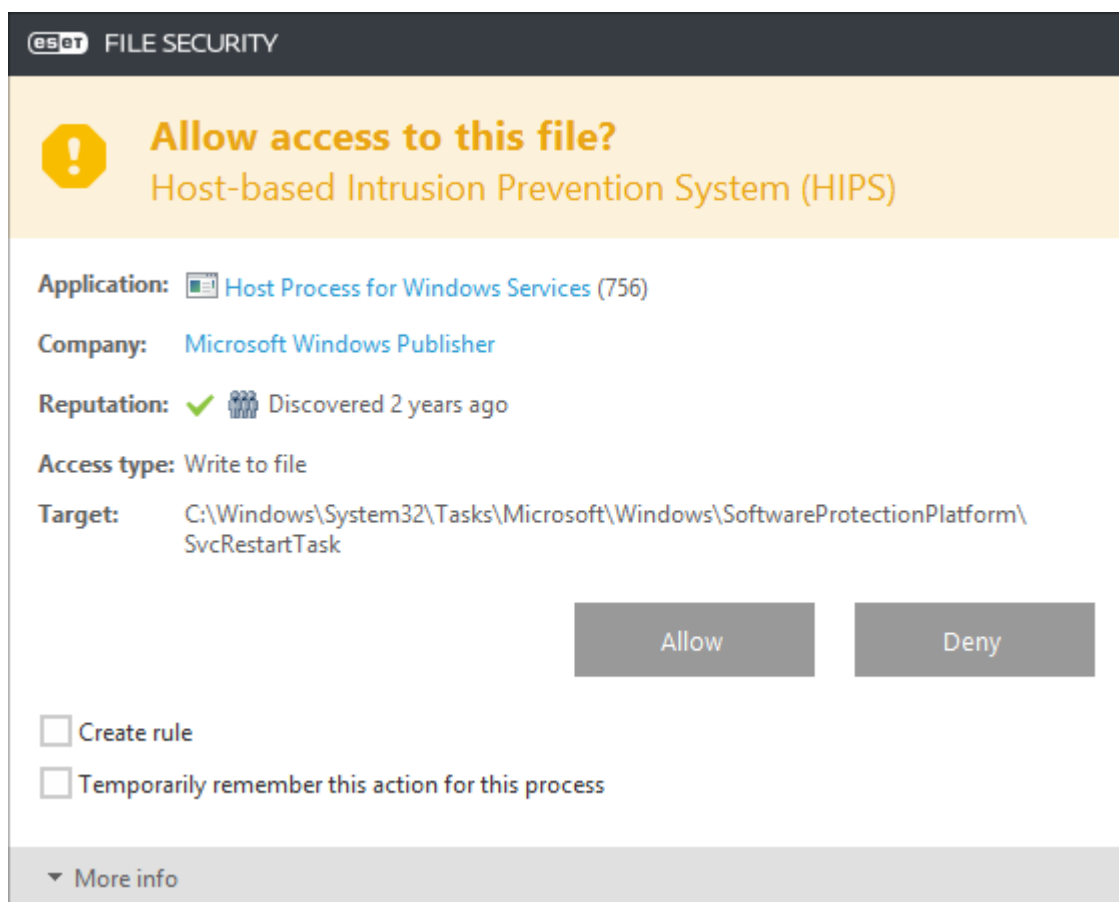 eset FILE SECURITY
Allow access to this file?
Host-based Intrusion Prevention System (HIPS)
Application: Host Process for Windows Services (756)
Company: Microsoft Windows Publisher
Reputation: Discovered 2 years ago
Access type: Write to file
Target: C:\Windows\System32\Tasks\Microsoft\Windows\SoftwareProtectionPlatform\
SvcRestartTask
Allow Deny
Create rule
Temporarily remember this action for this process
More info